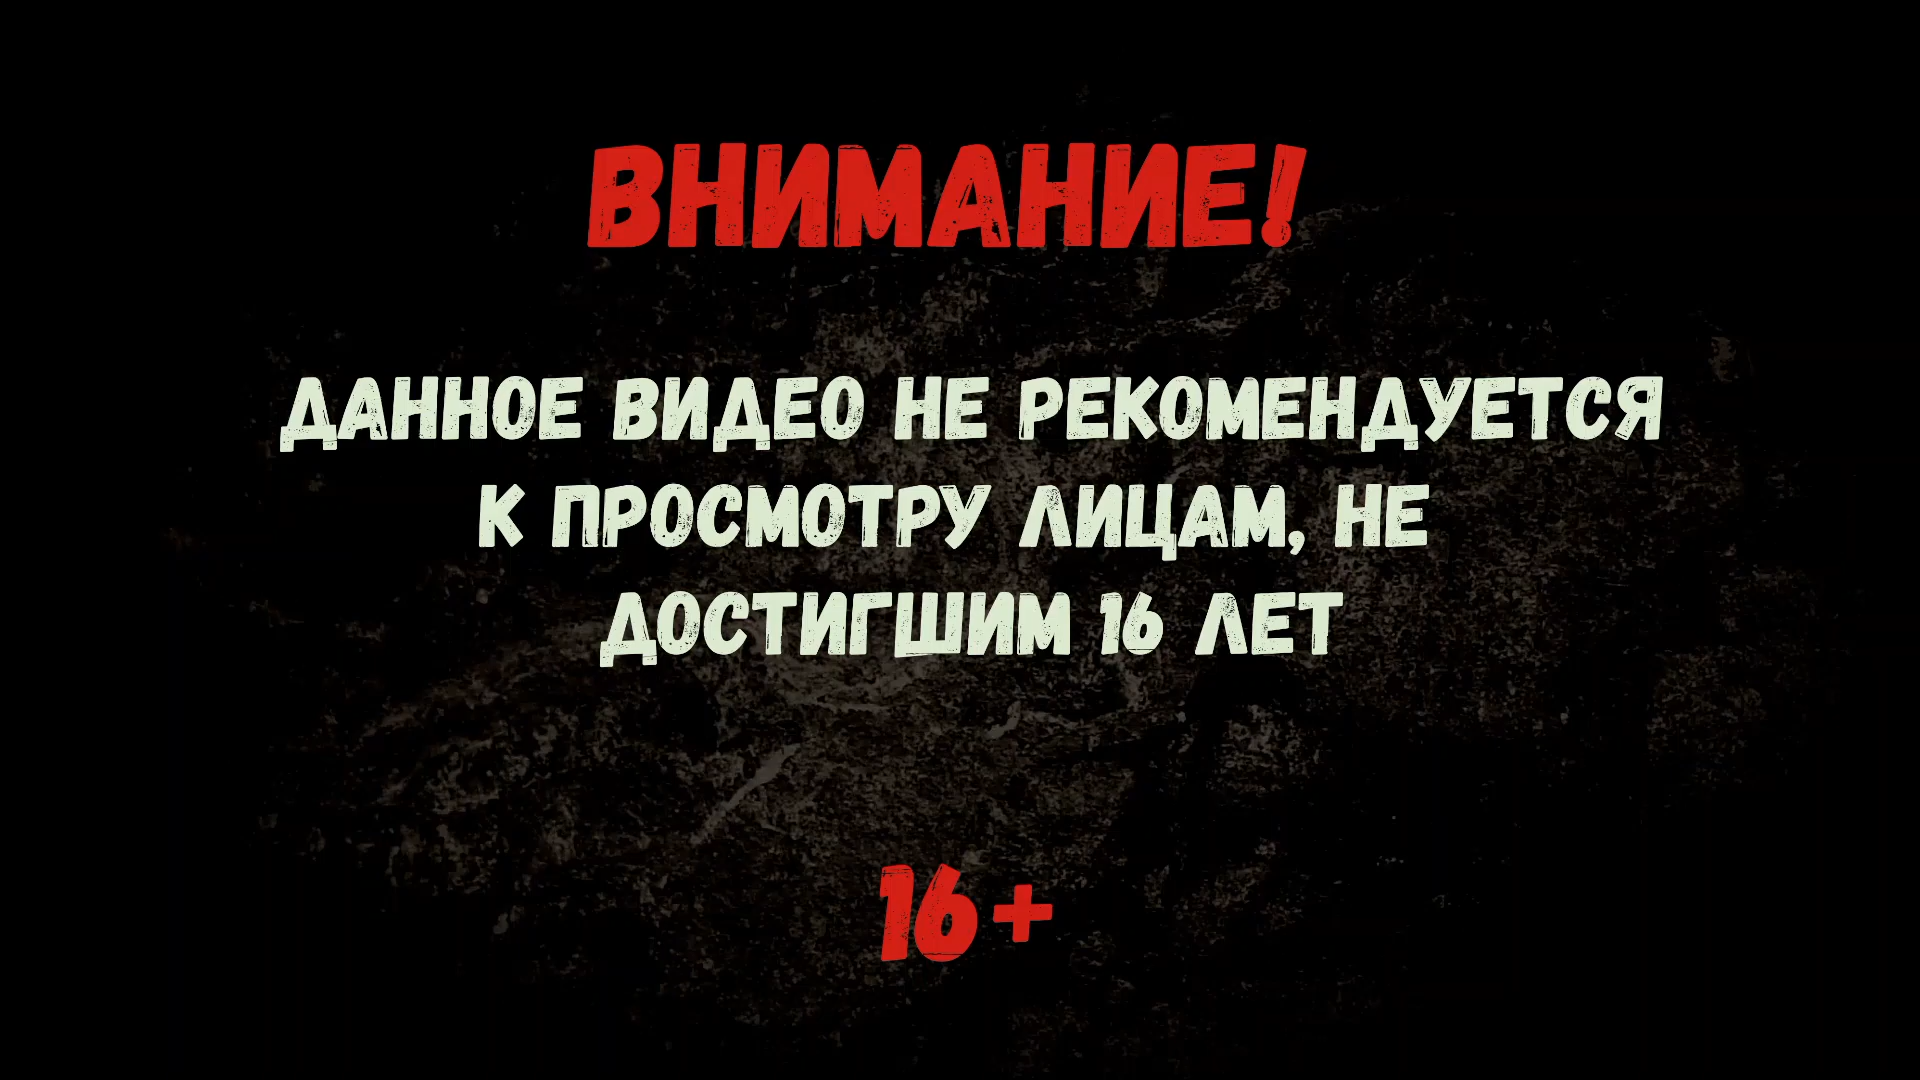 ВНИМАНИЕ!
ДАННОЕ ВИДЕО НЕ РЕКОМЕНДУЕТСЯ
К ПРОСМОТРУ ЛИЦАМ, НЕ
ДОСТИГШИМ 16 ЛЕТ
16+